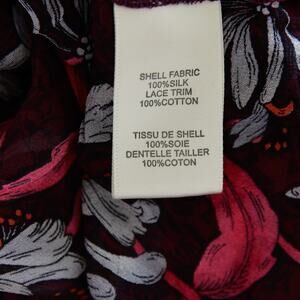 SHELL FABRIC
100%SILK
LACE TRIM
100%COTTON
TISSU DE SHELL
100%SOIE
DENTELLE TAILLER
100%COTON